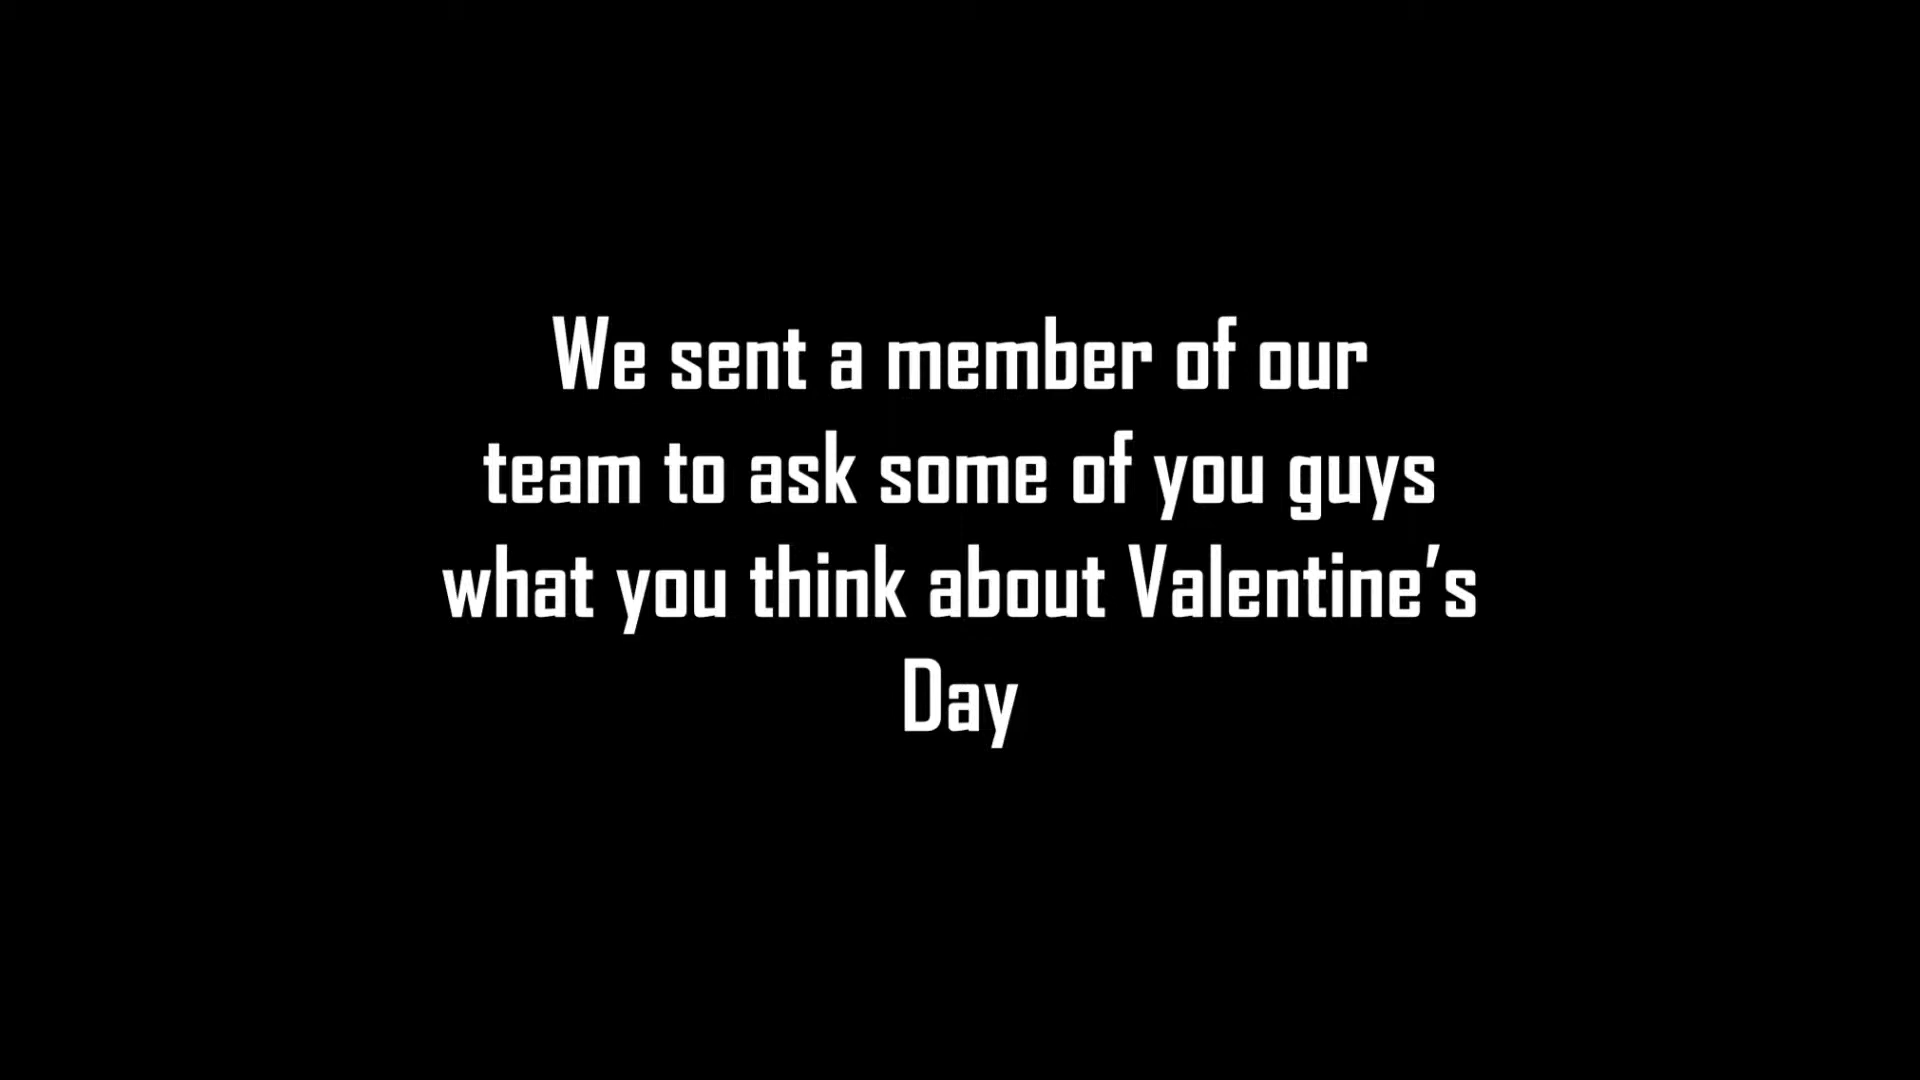 We sent a member of our
team to ask some of you guys
what you think about Valentine’s
Day